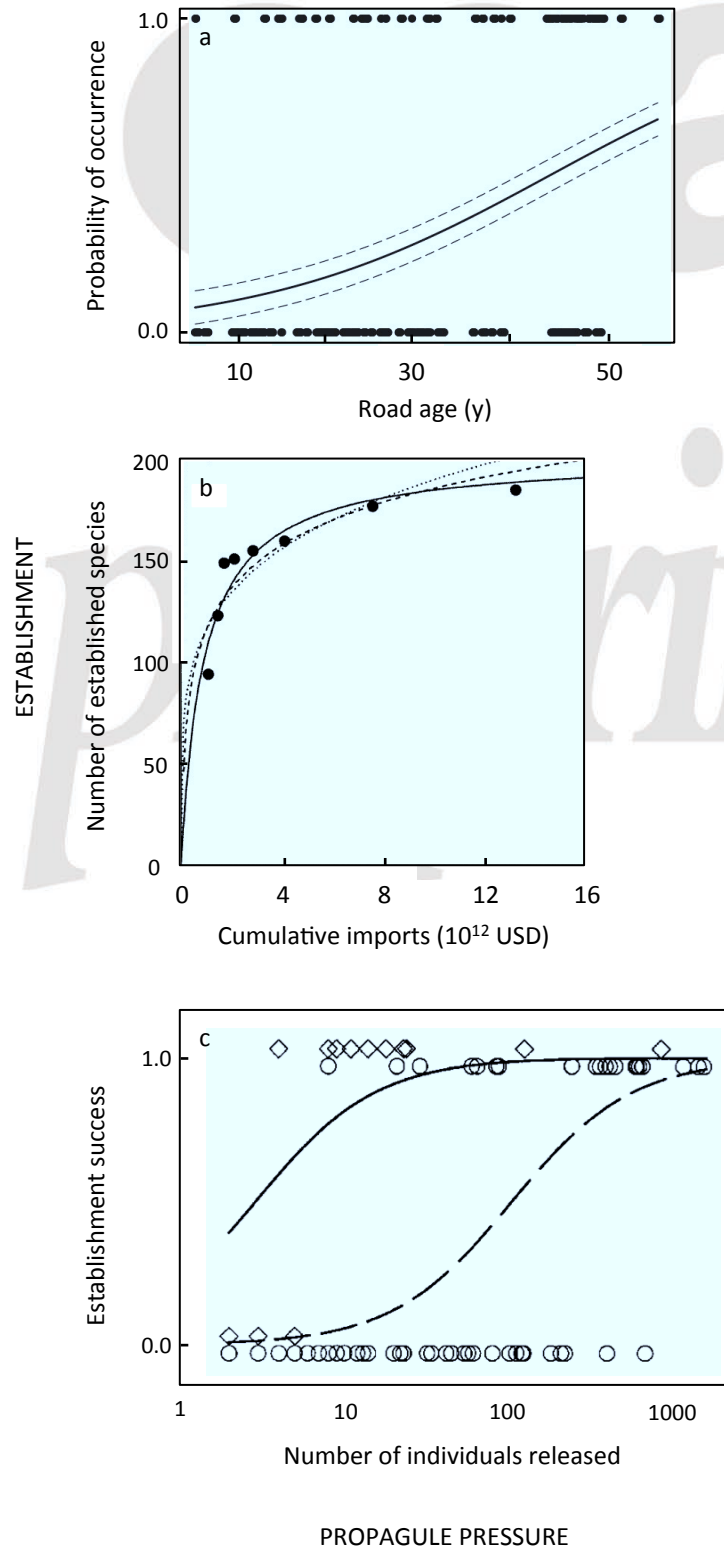 a
1.0
Probability of occurrence
0.0
10 30 50
Road age (y)
ESTABLISHMENT
b
200
150
100
50
0
Number of established species
0 4 8 12 16
Cumulative imports (10¹² USD)
c
1.0
Establishment success
0.0
1 10 100 1000
Number of individuals released
PROPAGULE PRESSURE